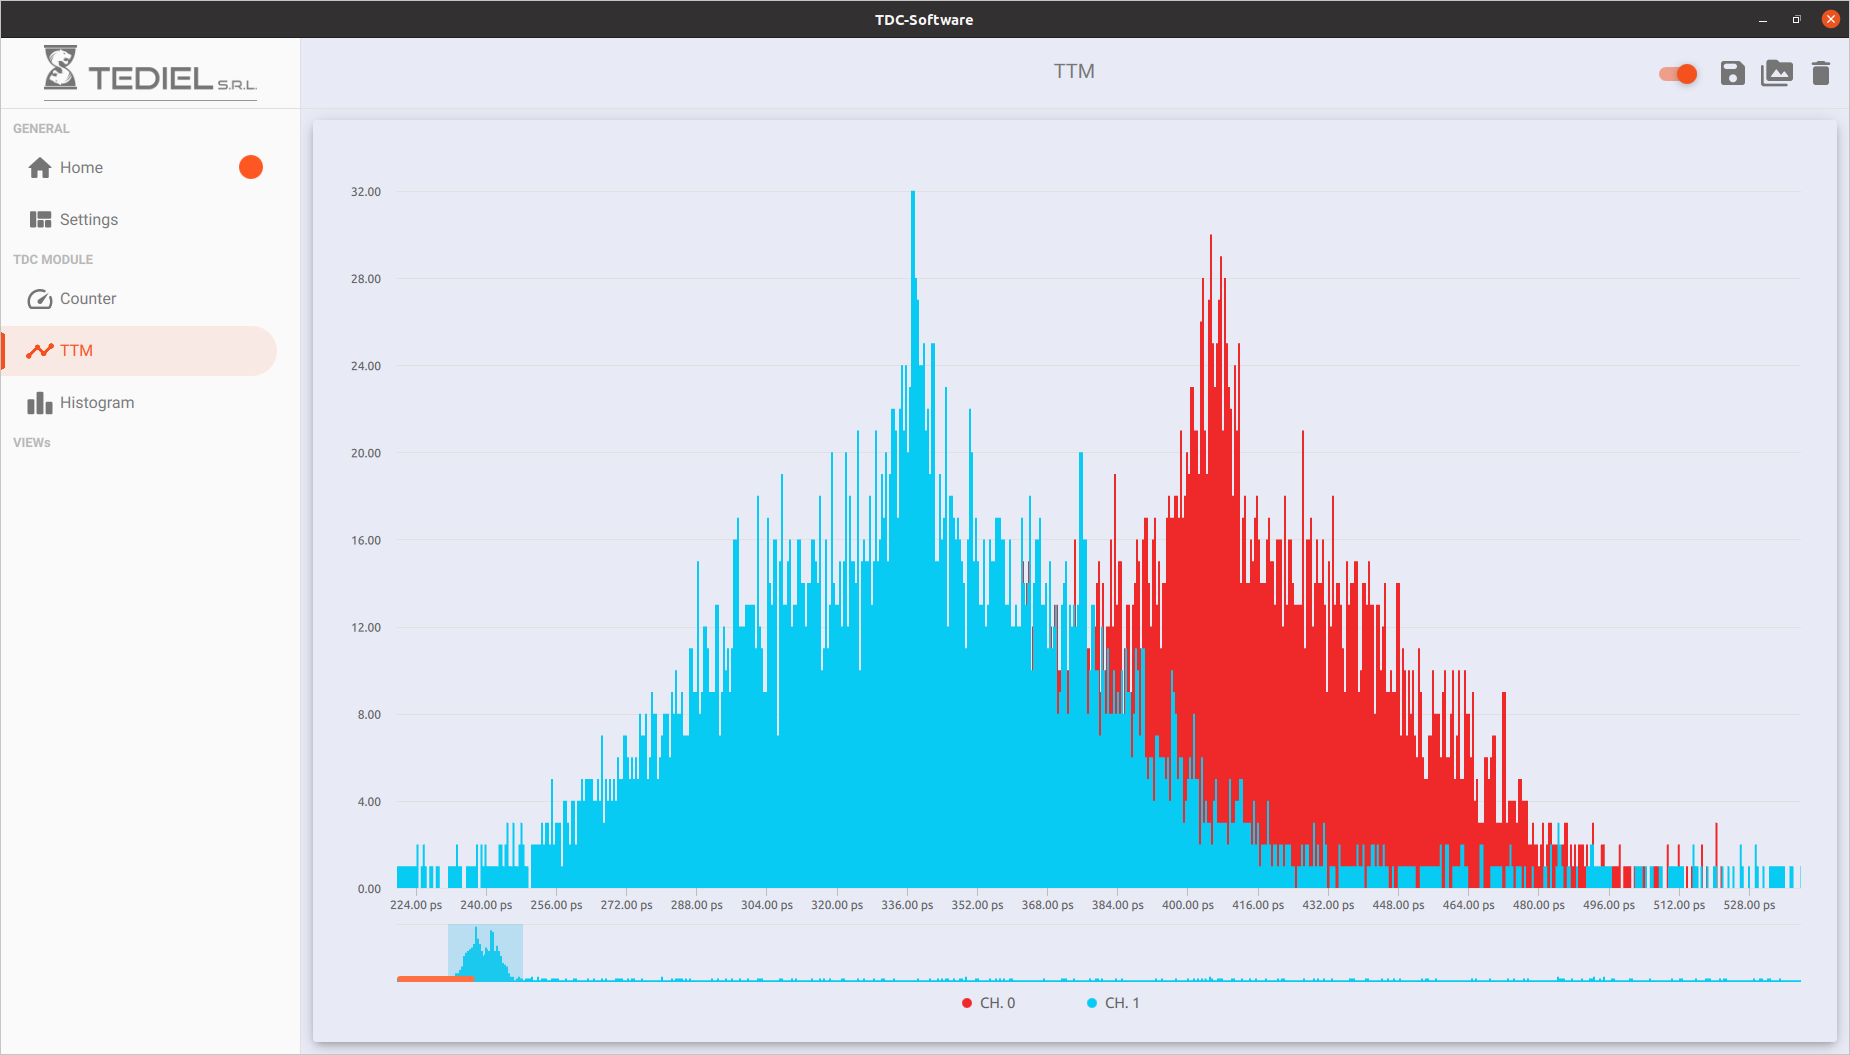 TDC-Software
TEDIEL S.R.L.
TTM
GENERAL
Home
Settings
TDC MODULE
Counter
TTM
Histogram
VIEWs
32.00
28.00
24.00
20.00
16.00
12.00
8.00
4.00
0.00
224.00 ps 240.00 ps 256.00 ps 272.00 ps 288.00 ps 304.00 ps 320.00 ps 336.00 ps 352.00 ps 368.00 ps 384.00 ps 400.00 ps 416.00 ps 432.00 ps 448.00 ps 464.00 ps 480.00 ps 496.00 ps 512.00 ps 528.00 ps
CH. 0 CH. 1